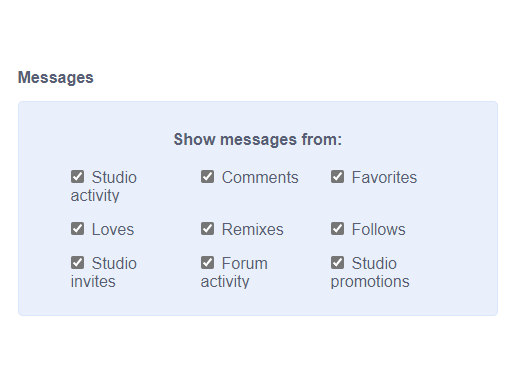 Messages
Show messages from:
Studio activity
Comments
Favorites
Loves
Remixes
Follows
Studio invites
Forum activity
Studio promotions